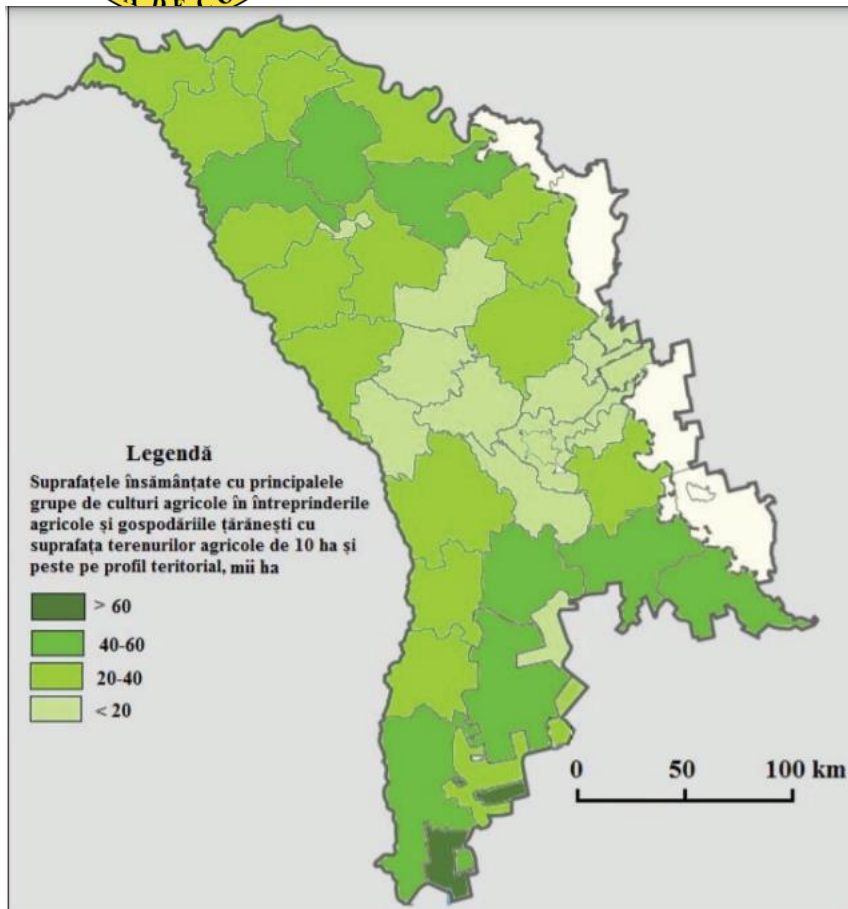 Legendă
Suprafețele însământate cu principalele
grupe de culturi agricole în întreprinderile
agricole și gospodăriile țărănești cu
suprafața terenurilor agricole de 10 ha și
peste pe profil teritorial, mii ha
> 60
40-60
20-40
< 20
0 50 100 km